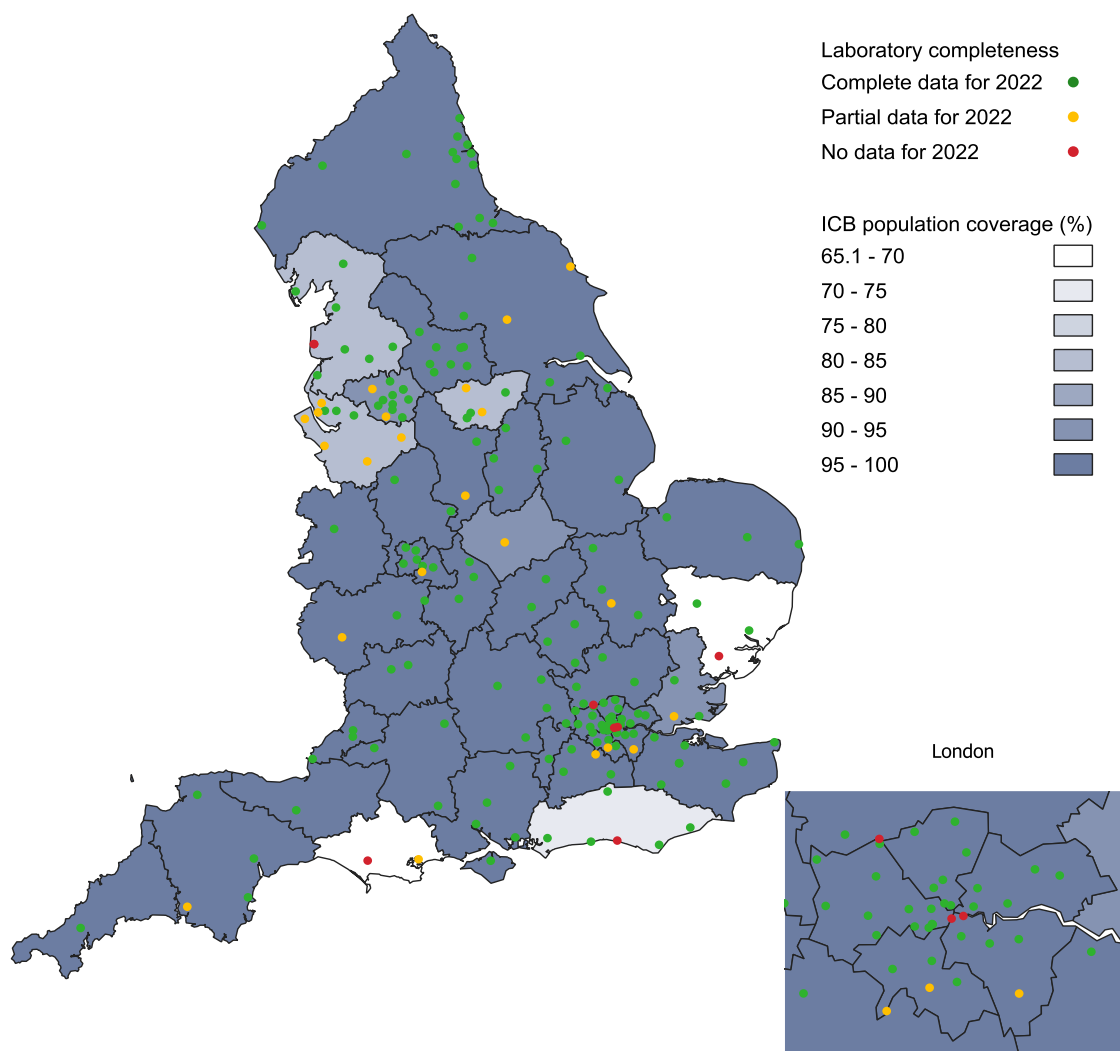 Laboratory completeness
Complete data for 2022
Partial data for 2022
No data for 2022
ICB population coverage (%)
65.1 - 70
70 - 75
75 - 80
80 - 85
85 - 90
90 - 95
95 - 100
London